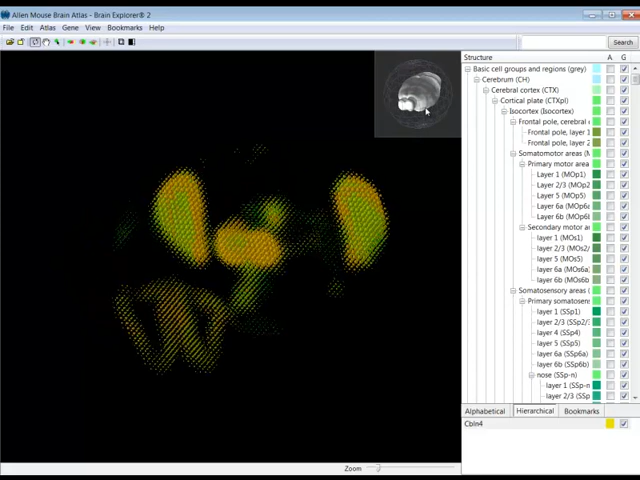 Allen Mouse Brain Atlas - Brain Explorer® 2
File Edit Atlas Gene View Bookmarks Help
Search
Structure A G
Basic cell groups and regions (grey)
Cerebrum (CH)
Cerebral cortex (CTX)
Cortical plate (CTXpl)
Isocortex (Isocortex)
Frontal pole, cerebral
Frontal pole, layer 1
Frontal pole, layer 2
Somatomotor areas (M
Primary motor area
Layer 1 (MOp1)
Layer 2/3 (MOp2
Layer 5 (MOp5)
Layer 6a (MOp6
Layer 6b (MOp6
Secondary motor a
layer 1 (MOs1)
layer 2/3 (MOs2/
layer 5 (MOs5)
layer 6a (MOs6a
layer 6b (MOs6b
Somatosensory areas (
Primary somatosens
layer 1 (SSp1)
layer 2/3 (SSp2/
layer 4 (SSp4)
layer 5 (SSp5)
layer 6a (SSp6a)
layer 6b (SSp6b)
nose (SSp-n)
layer 1 (SSp-n
layer 2/3 (SSp
Alphabetical Hierarchical Bookmarks
Cbln4
Zoom